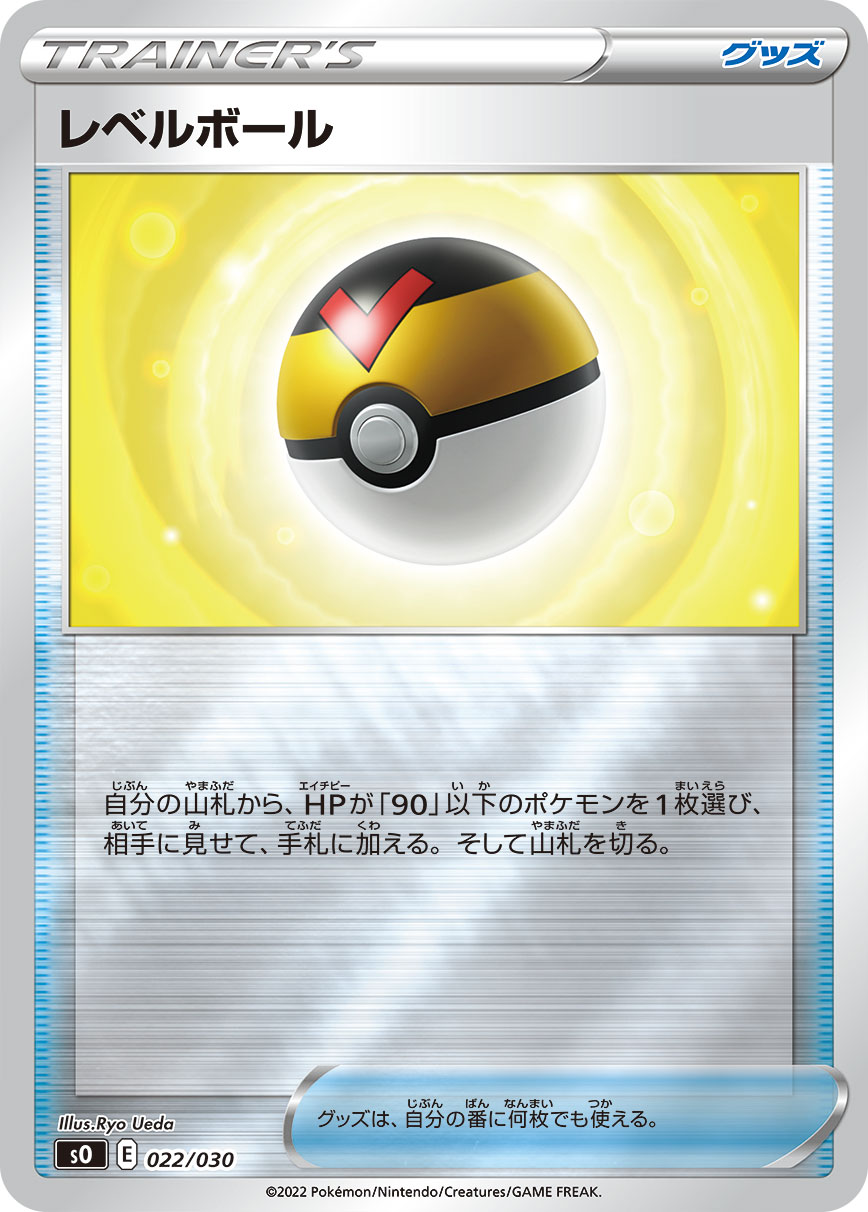 TRAINER'S グッズ
レベルボール
自分の山札から、HPが「90」以下のポケモンを1枚選び、
相手に見せて、手札に加える。そして山札を切る。
グッズは、自分の番に何枚でも使える。
Illus.Ryo Ueda
sO E 022/030
©2022 Pokémon/Nintendo/Creatures/GAME FREAK.